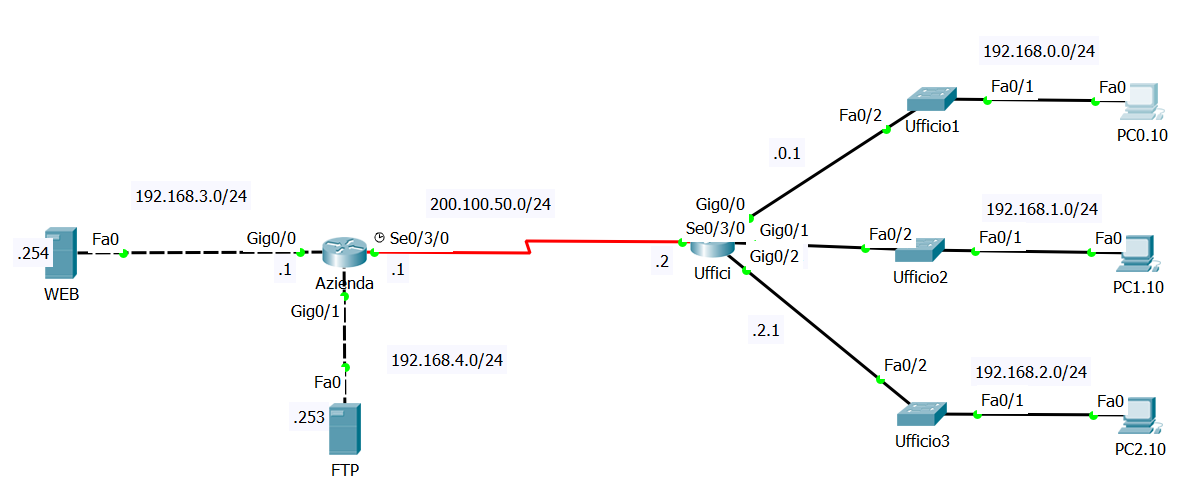 192.168.0.0/24
Fa0/1
Fa0
Fa0/2
Ufficio1
PC0.10
.0.1
192.168.3.0/24
200.100.50.0/24
Gig0/0
192.168.1.0/24
.254
Fa0
Gig0/0
Se0/3/0
Se0/3/0
Gig0/1
Fa0/2
Fa0/1
Fa0
.1
.1
.2
Gig0/2
WEB
Azienda
Uffici
Ufficio2
PC1.10
Gig0/1
.2.1
192.168.4.0/24
Fa0/2
192.168.2.0/24
Fa0
Fa0/1
Fa0
.253
Ufficio3
PC2.10
FTP